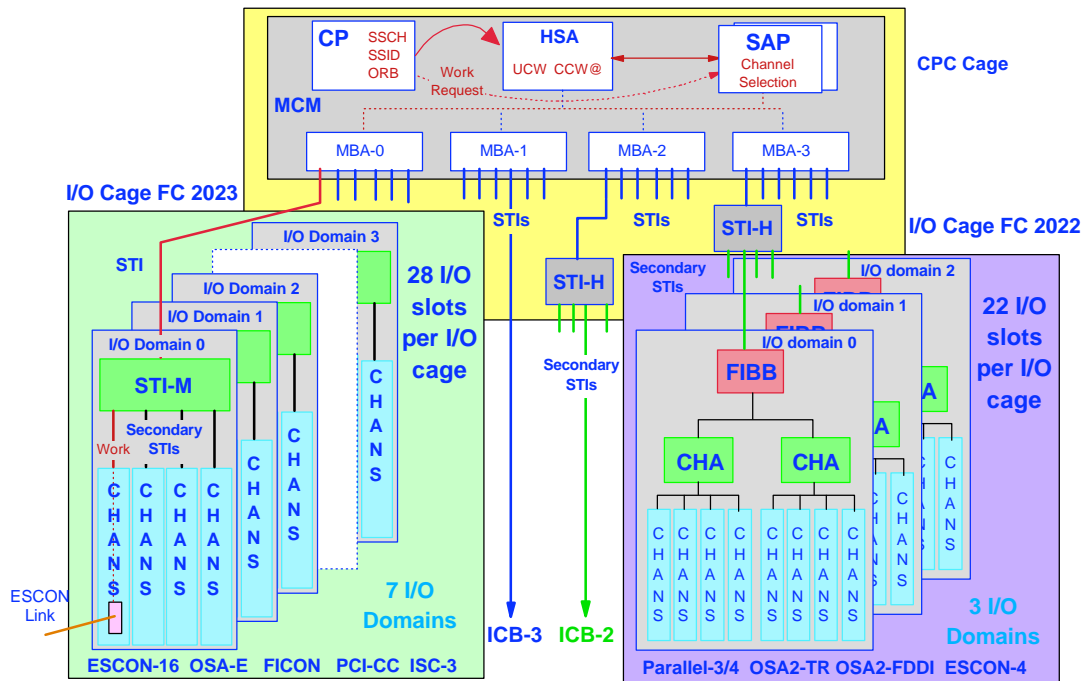 CP
SSCH
SSID
ORB
HSA
UCW CCW@
SAP
Channel
Selection
CPC Cage
Work
Request
MCM
MBA-0
MBA-1
MBA-2
MBA-3
I/O Cage FC 2023
STIs
STIs
STIs
I/O Cage FC 2022
STI
I/O Domain 3
I/O Domain 2
I/O Domain 1
I/O Domain 0
28 I/O
slots
per I/O
cage
STI-M
Secondary
STIs
Work
CHANS
CHANS
CHANS
CHANS
CHANS
CHANS
CHANS
7 I/O
Domains
ESCON
Link
ESCON-16 OSA-E FICON PCI-CC ISC-3
STI-H
STI-H
Secondary
STIs
ICB-3
ICB-2
Secondary
STIs
I/O domain 2
I/O domain 1
I/O domain 0
FIBB
FIBB
FIBB
22 I/O
slots
per I/O
cage
CHA
CHA
A
A
CHANS
CHANS
CHANS
CHANS
CHANS
CHANS
CHANS
CHANS
CHANS
CHANS
CHANS
CHANS
3 I/O
Domains
Parallel-3/4 OSA2-TR OSA2-FDDI ESCON-4